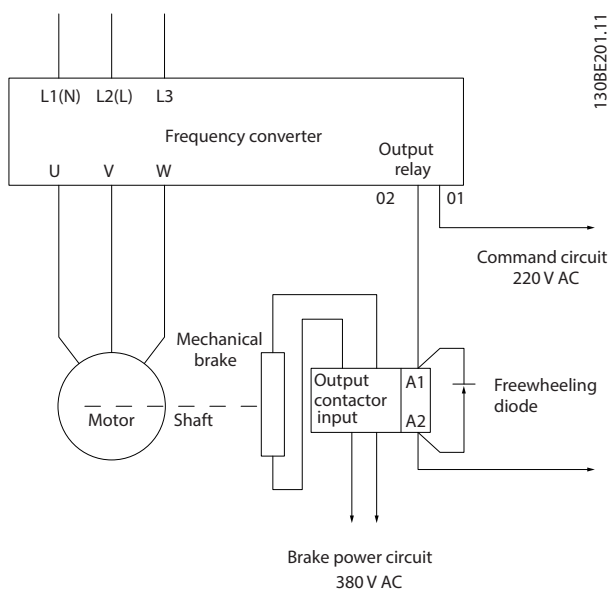 130BE201.11
L1(N) L2(L) L3
Frequency converter
U V W
Output
relay
02 01
Command circuit
220 V AC
Mechanical
brake
Output
contactor
input
A1
A2
Freewheeling
diode
Motor
Shaft
Brake power circuit
380 V AC